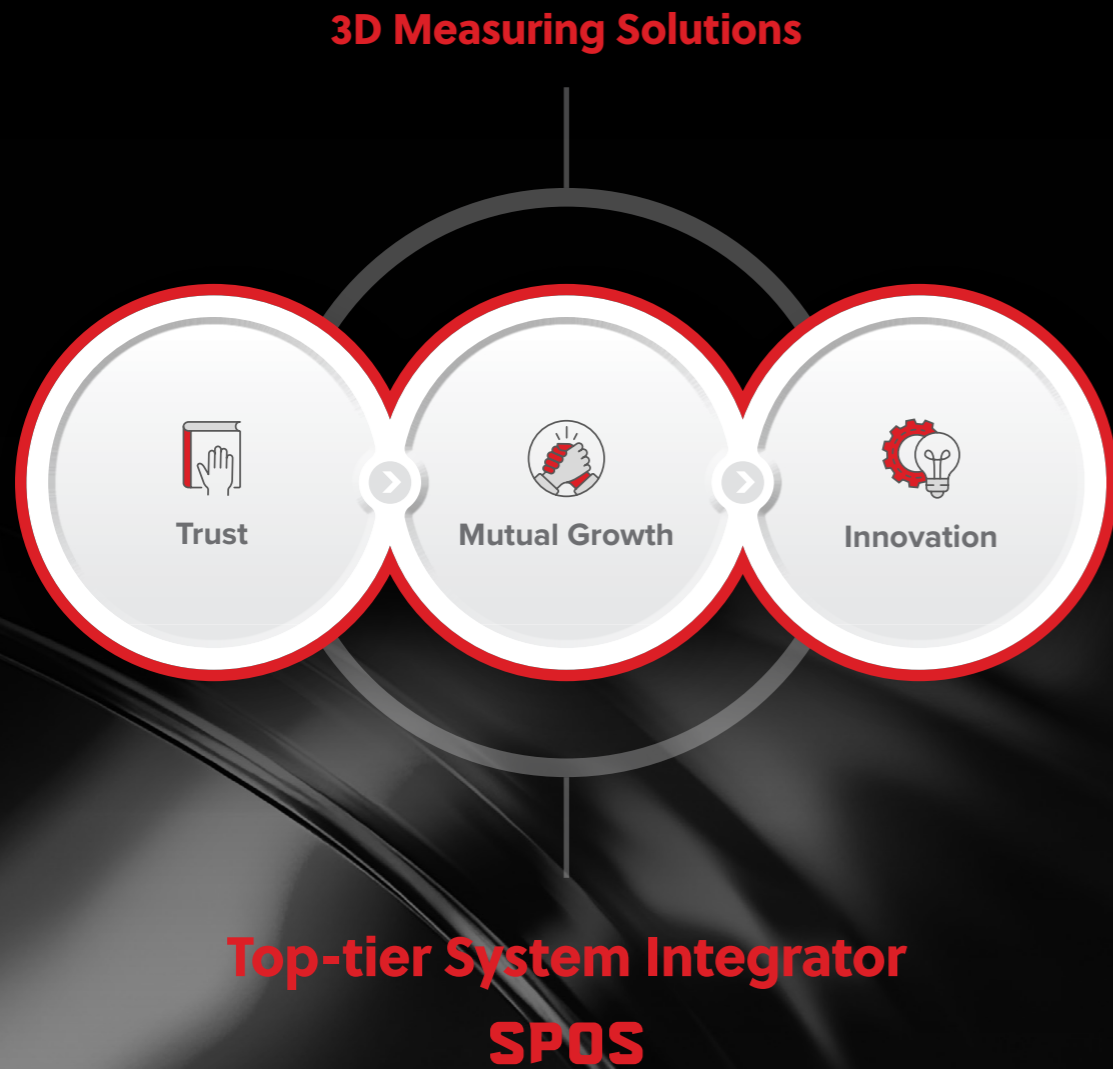 3D Measuring Solutions
Trust
Mutual Growth
Innovation
Top-tier System Integrator
SPOS